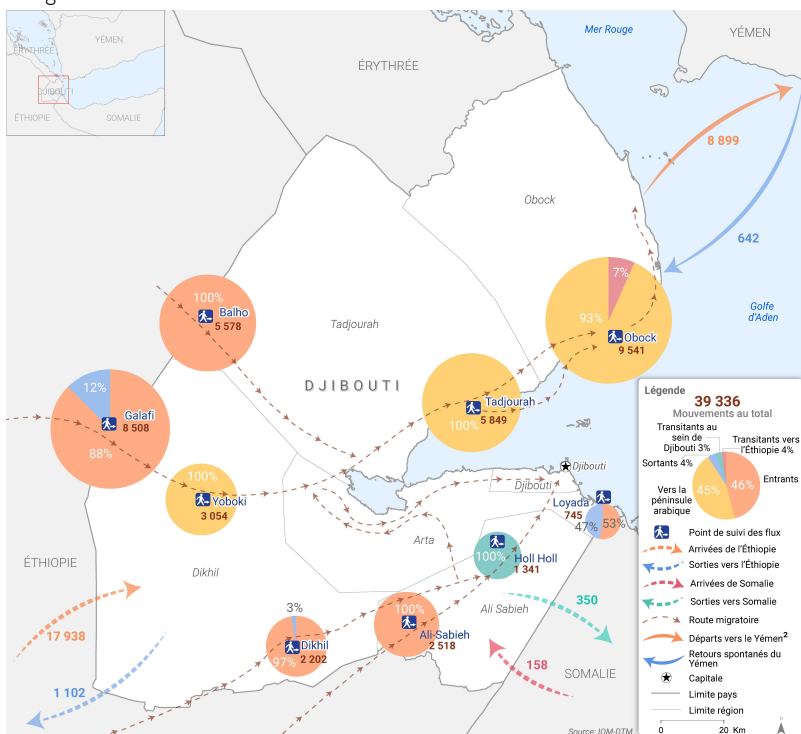 YÉMEN
ÉRYTHRÉE
DJIBOUTI
ÉTHIOPIE
SOMALIE
Mer Rouge
YÉMEN
ÉRYTHRÉE
8 899
Obock
642
Golfe
d'Aden
100%
Balho
5 578
Tadjourah
7%
93%
Obock
9 541
DJIBOUTI
12%
Galafi
8 508
88%
Tadjourah
5 849
100%
100%
Yoboki
3 054
Djibouti
Djibouti
Loyada
745
47%
53%
Arta
100%
Holl Holl
1 341
ÉTHIOPIE
Dikhil
Ali Sabieh
350
17 938
3%
Dikhil
2 202
97%
100%
Ali-Sabieh
2 518
158
SOMALIE
1 102
Légende
39 336
Mouvements au total
Transitants au
sein de
Djibouti 3%
Transitants vers
l'Éthiopie 4%
Sortants 4%
Entrants
46%
45%
Vers la
péninsule
arabique
Point de suivi des flux
Arrivées de l'Éthiopie
Sorties vers l'Éthiopie
Arrivées de Somalie
Sorties vers Somalie
Route migratoire
Départs vers le Yémen²
Retours spontanés du
Yémen
Capitale
Limite pays
Limite région
0 20 Km
N
Source: IOM-DTM